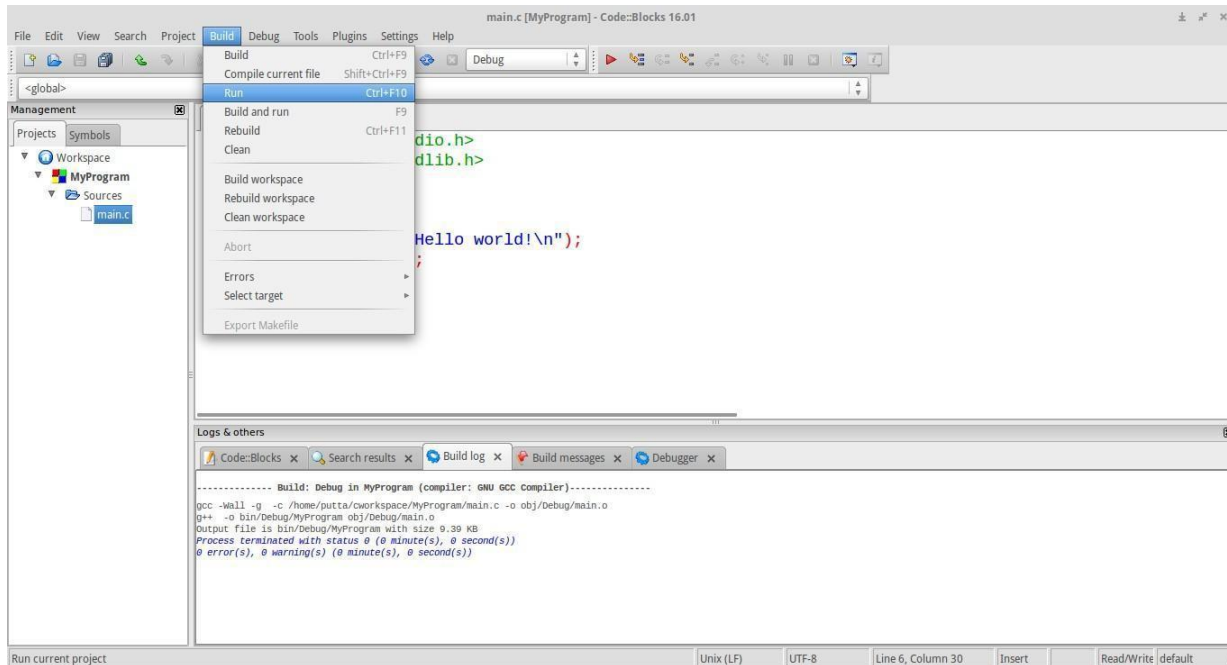 main.c [MyProgram] - Code::Blocks 16.01
File Edit View Search Project Build Debug Tools Plugins Settings Help
Debug
<global>
Build Ctrl+F9
Compile current file Shift+Ctrl+F9
Run Ctrl+F10
Build and run F9
Rebuild Ctrl+F11
Clean
Build workspace
Rebuild workspace
Clean workspace
Abort
Errors
Select target
Export Makefile
Management
Projects Symbols
Workspace
MyProgram
Sources
main.c
dio.h>
dlib.h>
Hello world!\n");
;
Logs & others
Code::Blocks Search results Build log Build messages Debugger
-------------- Build: Debug in MyProgram (compiler: GNU GCC Compiler)---------------
gcc -Wall -g -c /home/putta/cworkspace/MyProgram/main.c -o obj/Debug/main.o
g++ -o bin/Debug/MyProgram obj/Debug/main.o
Output file is bin/Debug/MyProgram with size 9.39 KB
Process terminated with status 0 (0 minute(s), 0 second(s))
0 error(s), 0 warning(s) (0 minute(s), 0 second(s))
Run current project Unix (LF) UTF-8 Line 6, Column 30 Insert Read/Write default